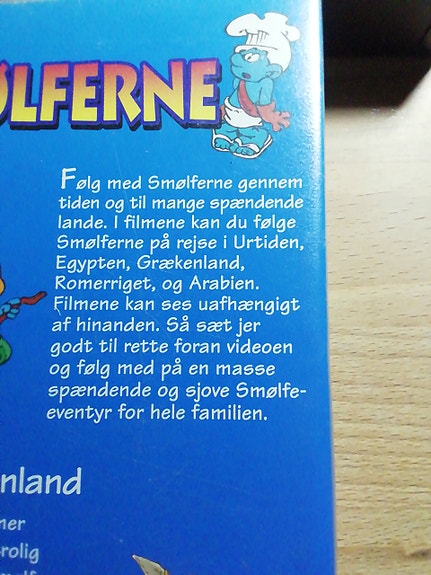 ØLFERNE
Følg med Smølferne gennem
tiden og til mange spændende
lande. I filmene kan du følge
Smølferne på rejse i Urtiden,
Egypten, Grækenland,
Romerriget, og Arabien.
Filmene kan ses uafhængigt
af hinanden. Så sæt jer
godt til rette foran videoen
og følg med på en masse
spændende og sjove Smølfe-
eventyr for hele familien.
nland
ner
rolig